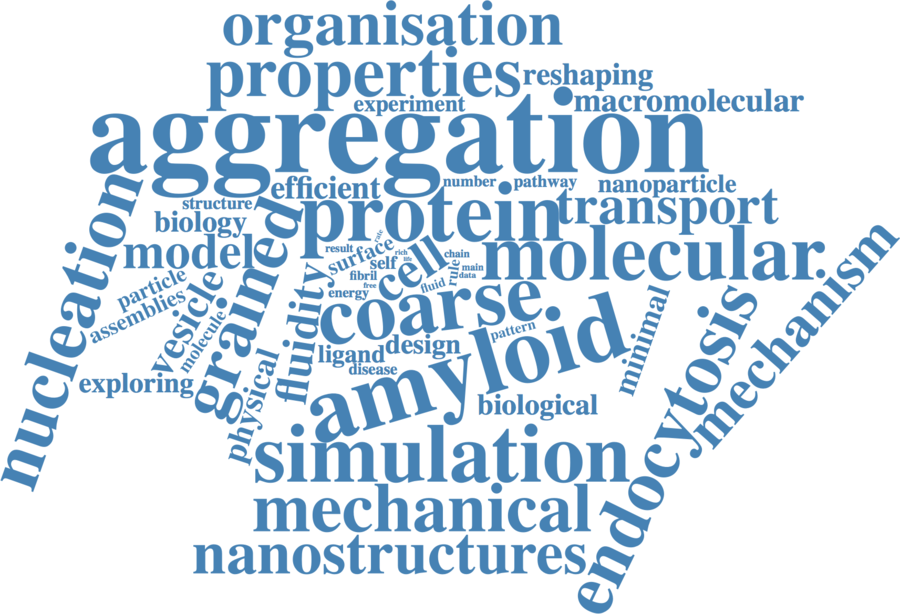 organisation
properties
reshaping
experiment
macromolecular
aggregation
efficient
number
pathway
nanoparticle
structure
protein
transport
biology
nucleation
model
grained
result
surface
rate
rich
life
cell
chain
molecular
mechanism
self
fibril
free
rule
main
data
fluid
energy
particle
assemblies
vesicle
molecule
fluidity
coarse
pattern
minimal
endocytosis
ligand
design
disease
amyloid
exploring
physical
biological
simulation
mechanical
nanostructures